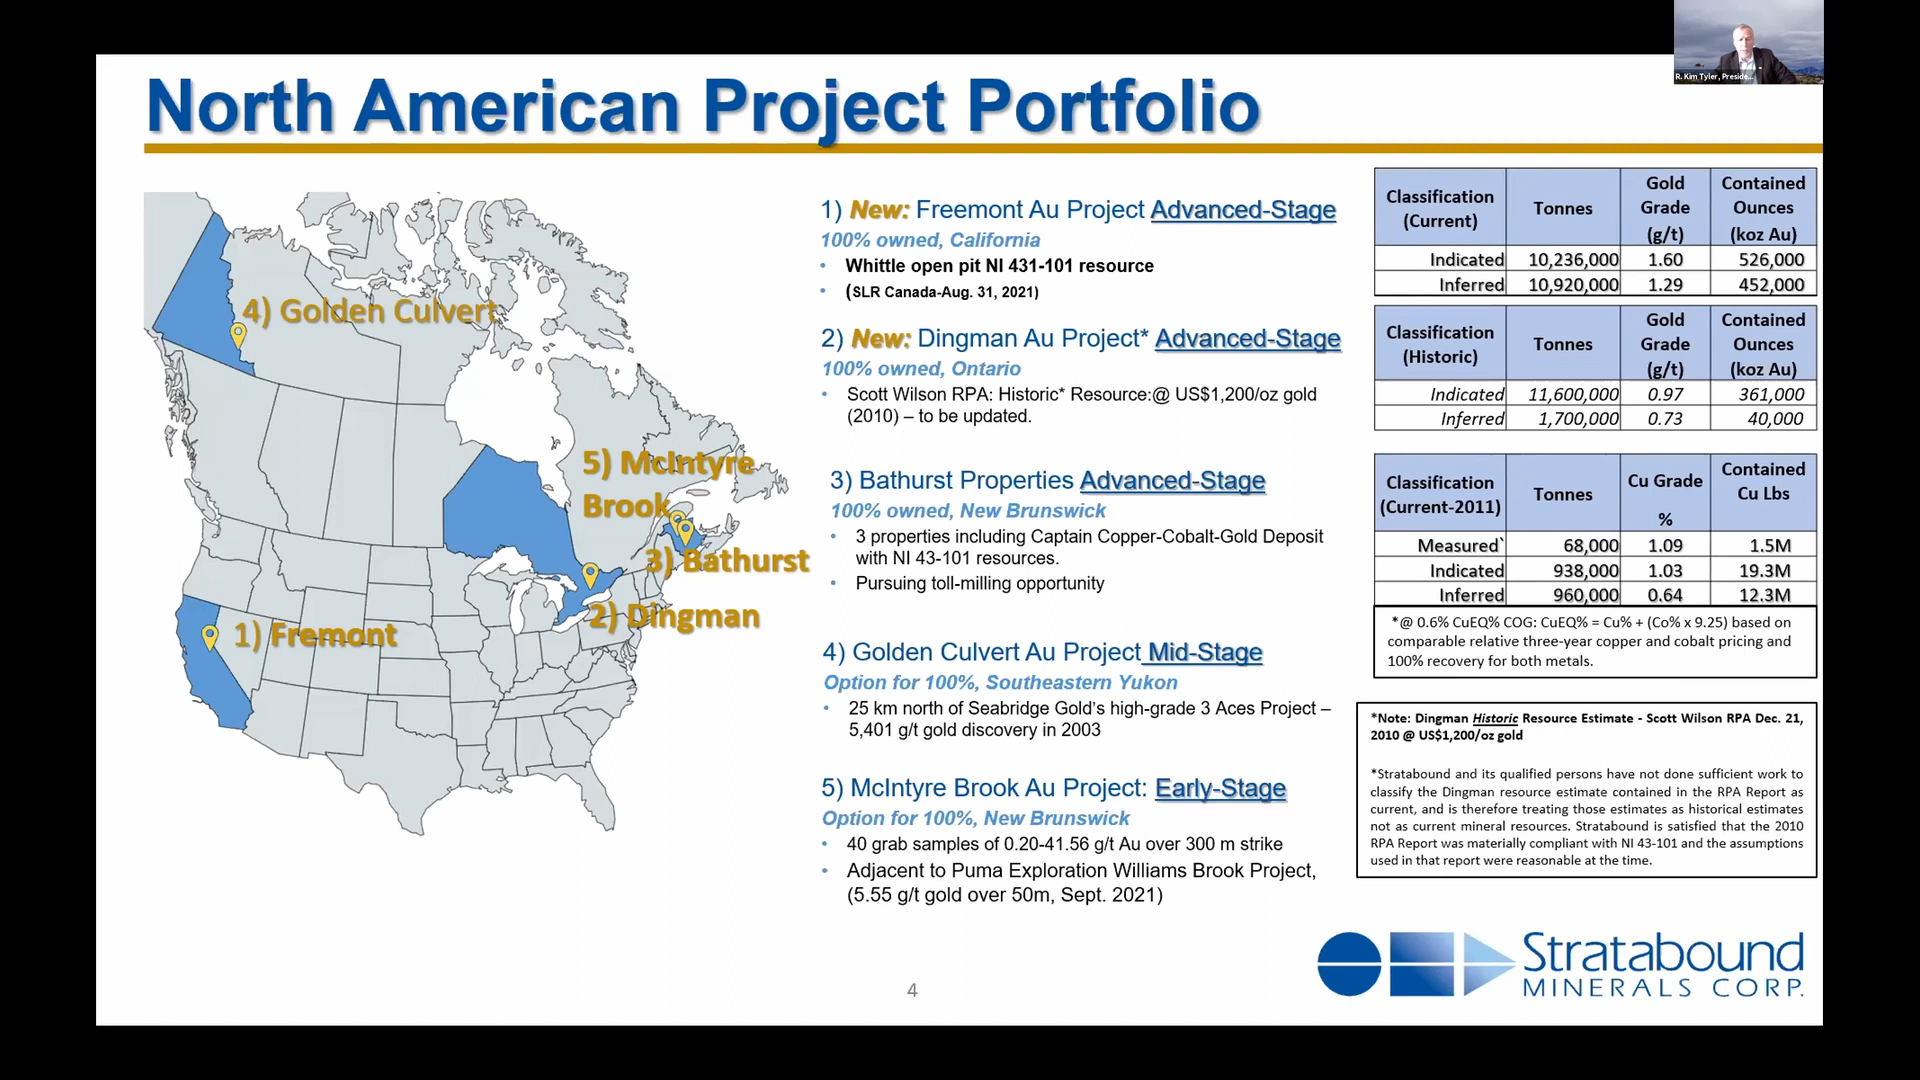 R. Kim Tyler, Preside...
North American Project Portfolio
4) Golden Culvert
5) McIntyre
Brook
3) Bathurst
2) Dingman
1) Fremont
1) New: Freemont Au Project Advanced-Stage
100% owned, California
• Whittle open pit NI 431-101 resource
• (SLR Canada-Aug. 31, 2021)
2) New: Dingman Au Project* Advanced-Stage
100% owned, Ontario
• Scott Wilson RPA: Historic* Resource:@ US$1,200/oz gold
(2010) – to be updated.
3) Bathurst Properties Advanced-Stage
100% owned, New Brunswick
• 3 properties including Captain Copper-Cobalt-Gold Deposit
with NI 43-101 resources.
• Pursuing toll-milling opportunity
4) Golden Culvert Au Project Mid-Stage
Option for 100%, Southeastern Yukon
• 25 km north of Seabridge Gold's high-grade 3 Aces Project –
5,401 g/t gold discovery in 2003
5) McIntyre Brook Au Project: Early-Stage
Option for 100%, New Brunswick
• 40 grab samples of 0.20-41.56 g/t Au over 300 m strike
• Adjacent to Puma Exploration Williams Brook Project,
(5.55 g/t gold over 50m, Sept. 2021)
Classification (Current) Tonnes Gold Grade (g/t) Contained Ounces (koz Au)
Indicated 10,236,000 1.60 526,000
Inferred 10,920,000 1.29 452,000
Classification (Historic) Tonnes Gold Grade (g/t) Contained Ounces (koz Au)
Indicated 11,600,000 0.97 361,000
Inferred 1,700,000 0.73 40,000
Classification (Current-2011) Tonnes Cu Grade % Contained Cu Lbs
Measured` 68,000 1.09 1.5M
Indicated 938,000 1.03 19.3M
Inferred 960,000 0.64 12.3M
*@ 0.6% CuEQ% COG: CuEQ% = Cu% + (Co% x 9.25) based on
comparable relative three-year copper and cobalt pricing and
100% recovery for both metals.
*Note: Dingman Historic Resource Estimate - Scott Wilson RPA Dec. 21,
2010 @ US$1,200/oz gold
*Stratabound and its qualified persons have not done sufficient work to
classify the Dingman resource estimate contained in the RPA Report as
current, and is therefore treating those estimates as historical estimates
not as current mineral resources. Stratabound is satisfied that the 2010
RPA Report was materially compliant with NI 43-101 and the assumptions
used in that report were reasonable at the time.
Stratabound
MINERALS CORP.
4